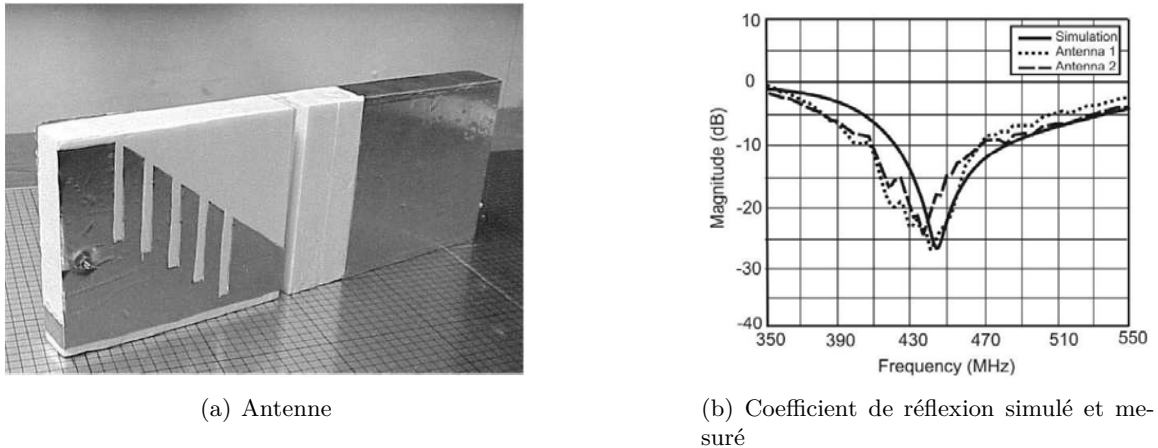 Simulation
Antenna 1
Antenna 2
10
0
-10
-20
-30
-40
Magnitude (dB)
350 390 430 470 510 550
Frequency (MHz)
(a) Antenne
(b) Coefficient de réflexion simulé et me-
suré